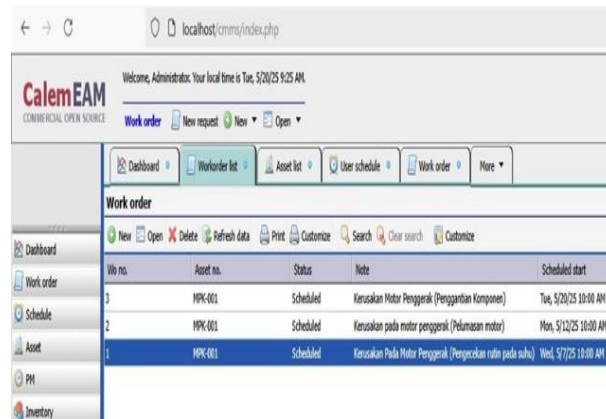 localhost/cmms/index.php
CalemEAM
COMMERCIAL OPEN SOURCE
Welcome, Administrator. Your local time is Tue, 5/20/25 9:25 AM.
Work order New request New Open
Dashboard Workorder list Asset list User schedule Work order More
Work order
New Open Delete Refresh data Print Customize Search Clear search Customize
Wo no. Asset no. Status Note Scheduled start
3 MPK-001 Scheduled Kerusakan Motor Penggerak (Penggantian Komponen) Tue, 5/20/25 10:00 AM
2 MPK-001 Scheduled Kerusakan pada motor penggerak (Pelumasan motor) Mon, 5/12/25 10:00 AM
1 MPK-001 Scheduled Kerusakan Pada Motor Penggerak (Pengecekan rutin pada suhu) Wed, 5/7/25 10:00 AM
Dashboard
Work order
Schedule
Asset
PM
Inventory